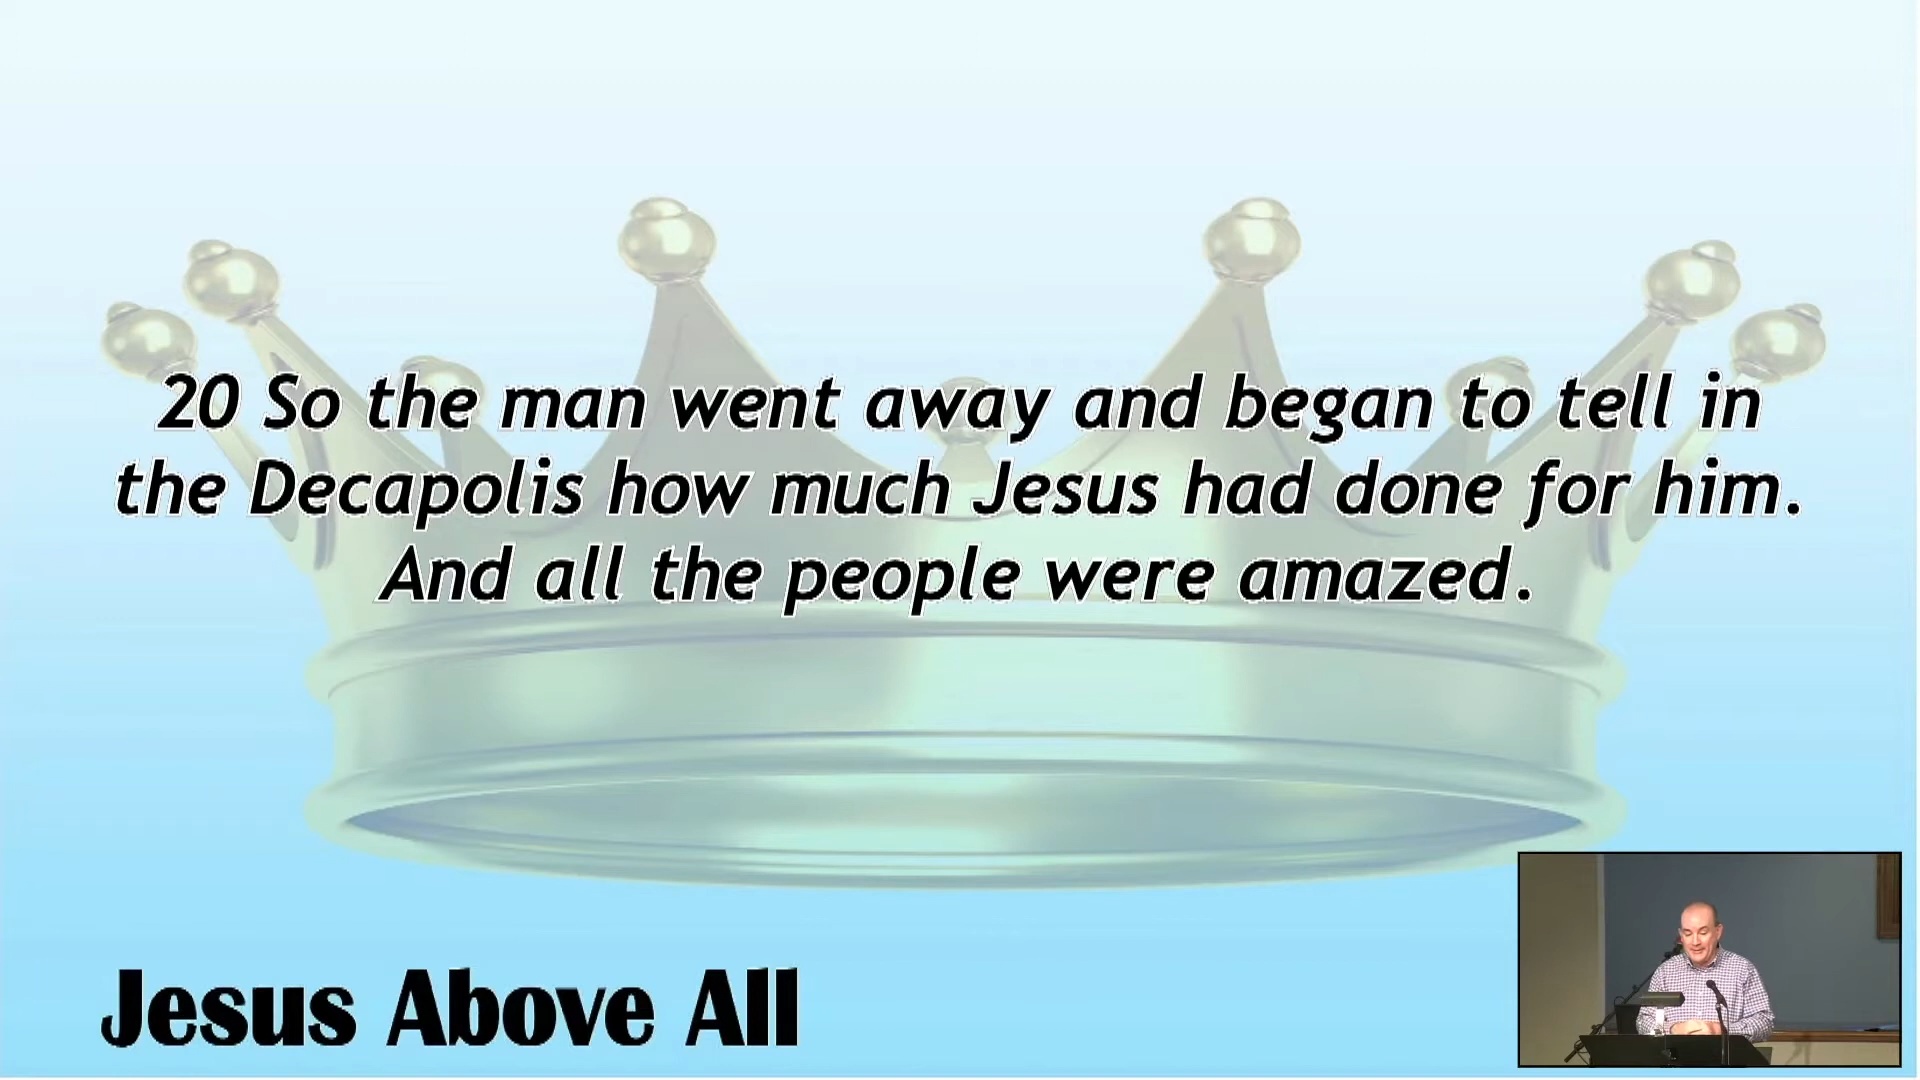 20 So the man went away and began to tell in
the Decapolis how much Jesus had done for him.
And all the people were amazed.
Jesus Above All